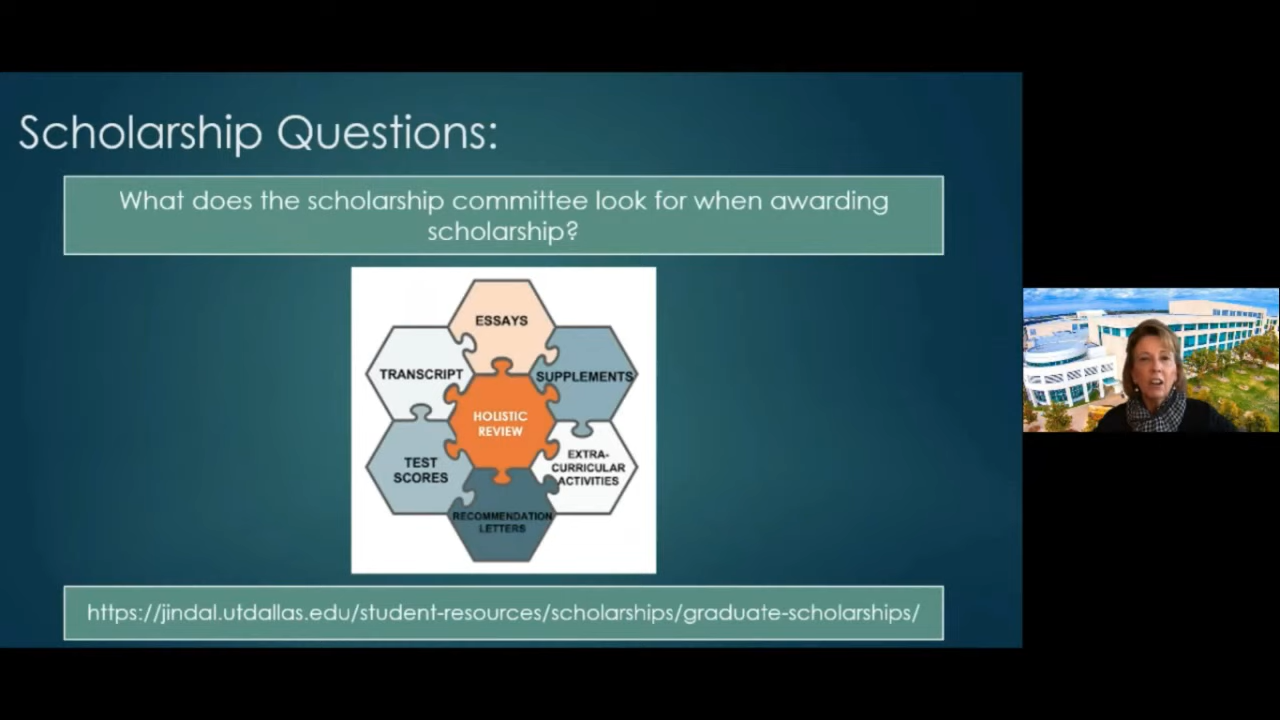 Scholarship Questions:
What does the scholarship committee look for when awarding
scholarship?
ESSAYS
TRANSCRIPT
SUPPLEMENTS
HOLISTIC
REVIEW
TEST
SCORES
EXTRA-
CURRICULAR
ACTIVITIES
RECOMMENDATION
LETTERS
https://jindal.utdallas.edu/student-resources/scholarships/graduate-scholarships/